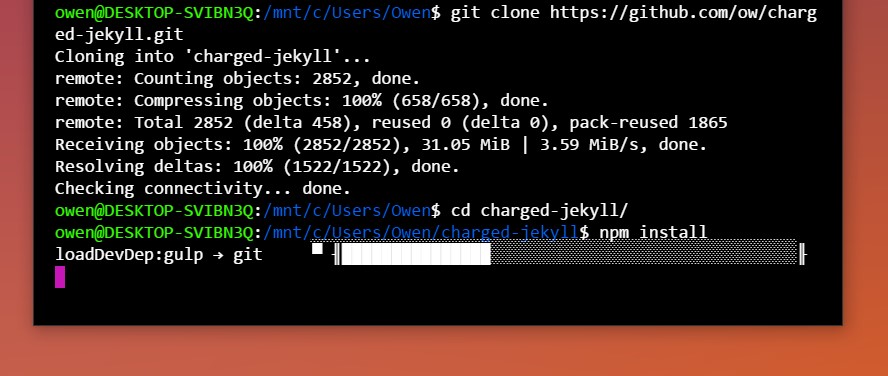 owen@DESKTOP-SVIBN3Q:/mnt/c/Users/Owen$ git clone https://github.com/ow/charg
ed-jekyll.git
Cloning into 'charged-jekyll'...
remote: Counting objects: 2852, done.
remote: Compressing objects: 100% (658/658), done.
remote: Total 2852 (delta 458), reused 0 (delta 0), pack-reused 1865
Receiving objects: 100% (2852/2852), 31.05 MiB | 3.59 MiB/s, done.
Resolving deltas: 100% (1522/1522), done.
Checking connectivity... done.
owen@DESKTOP-SVIBN3Q:/mnt/c/Users/Owen$ cd charged-jekyll/
owen@DESKTOP-SVIBN3Q:/mnt/c/Users/Owen/charged-jekyll$ npm install
loadDevDep:gulp → git